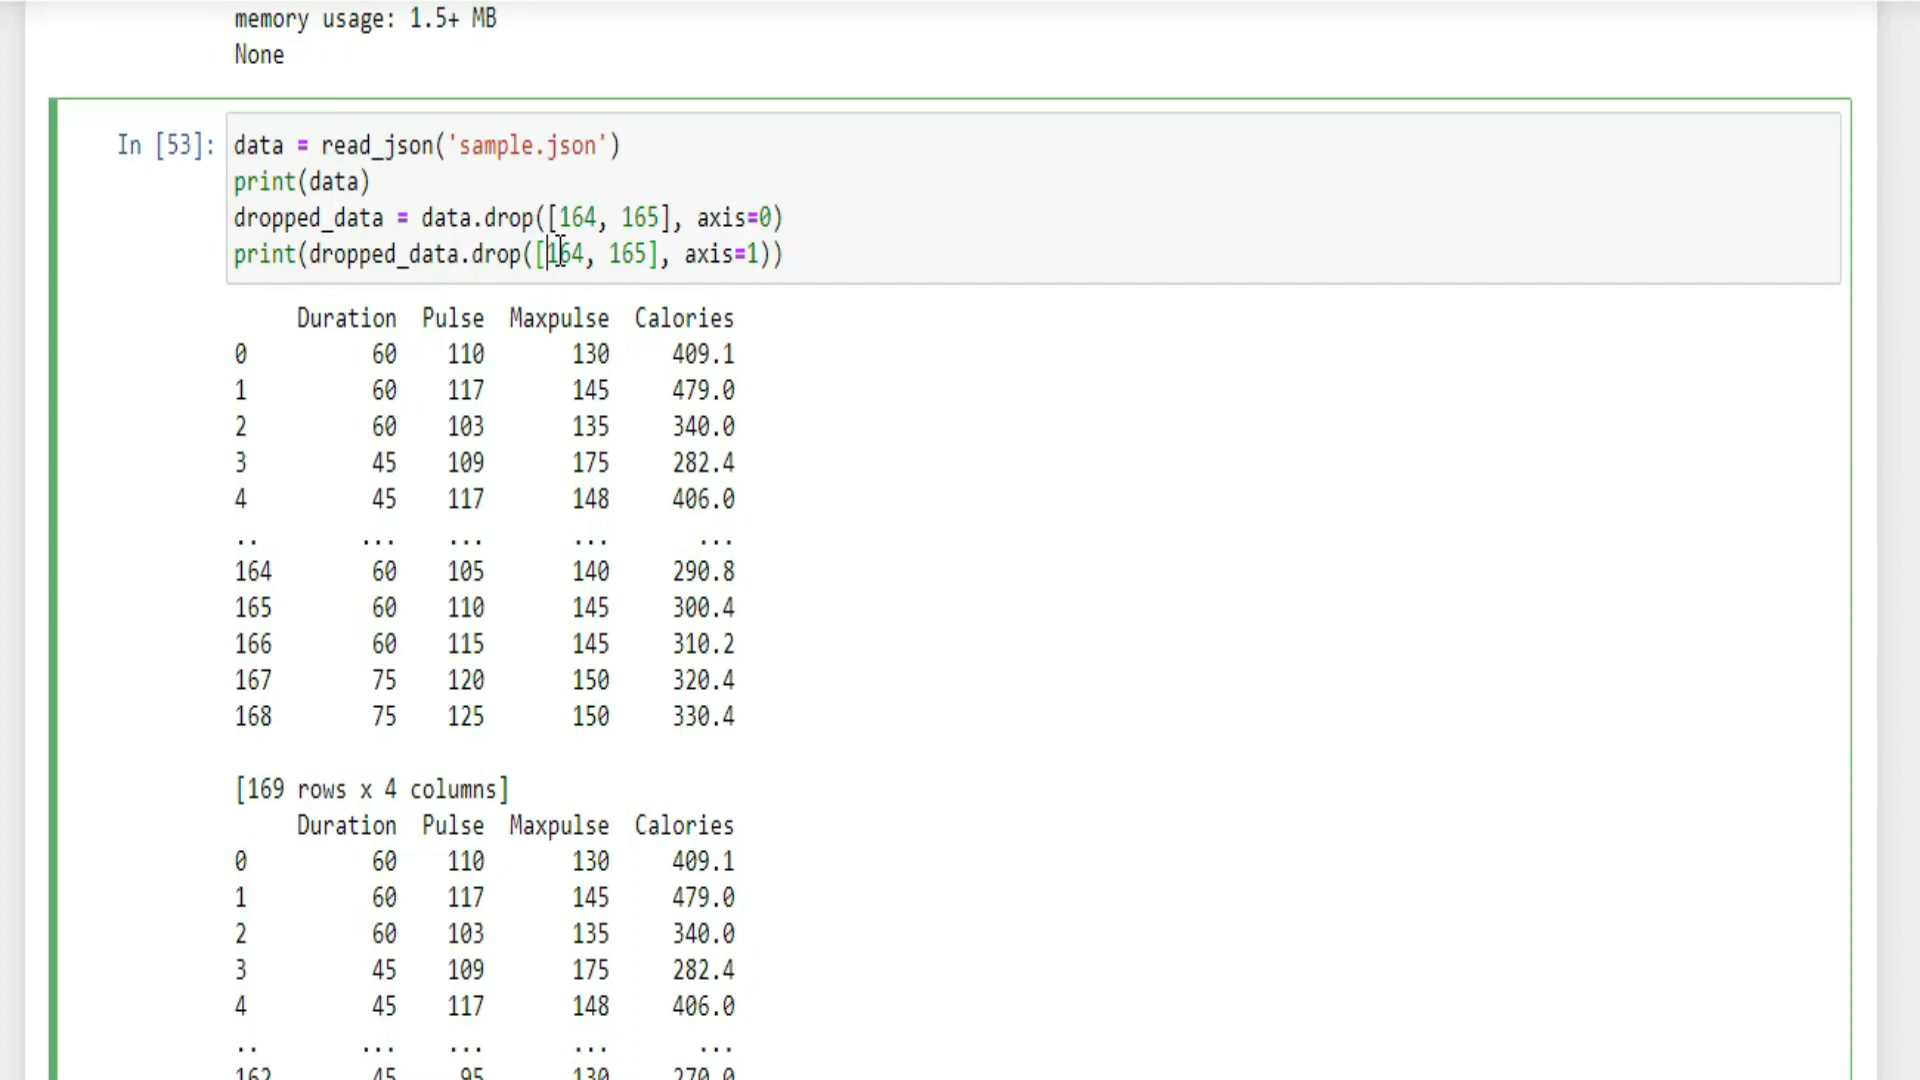 memory usage: 1.5+ MB
None
In [53]: data = read_json('sample.json')
print(data)
dropped_data = data.drop([164, 165], axis=0)
print(dropped_data.drop([164, 165], axis=1))
Duration Pulse Maxpulse Calories
0 60 110 130 409.1
1 60 117 145 479.0
2 60 103 135 340.0
3 45 109 175 282.4
4 45 117 148 406.0
.. ... ... ... ...
164 60 105 140 290.8
165 60 110 145 300.4
166 60 115 145 310.2
167 75 120 150 320.4
168 75 125 150 330.4
[169 rows x 4 columns]
Duration Pulse Maxpulse Calories
0 60 110 130 409.1
1 60 117 145 479.0
2 60 103 135 340.0
3 45 109 175 282.4
4 45 117 148 406.0
.. ... ... ... ...
162 45 95 130 270.0